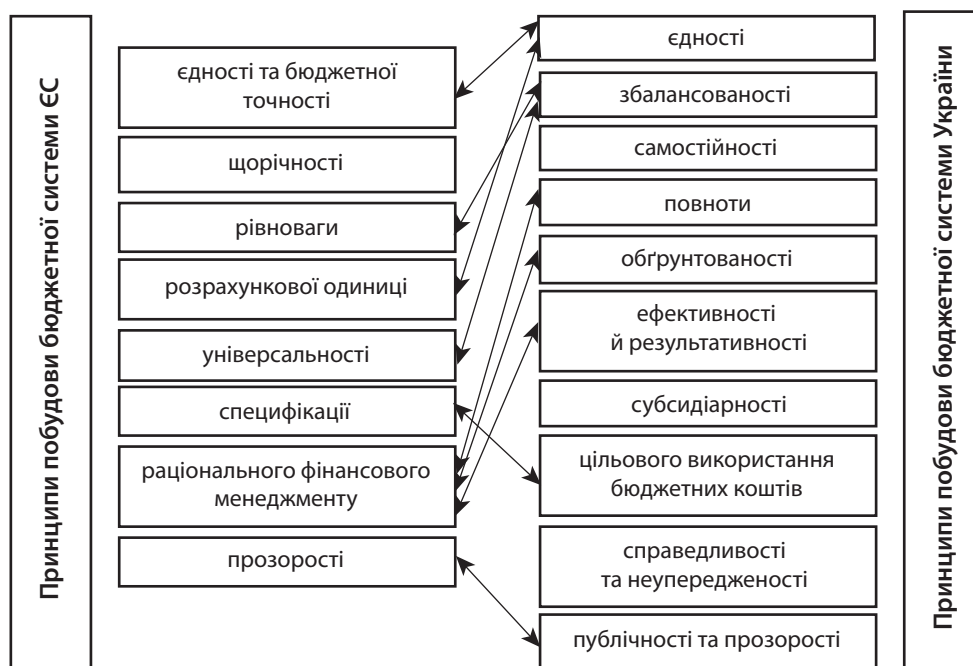 Принципи побудови бюджетної системи ЄС
єдності та бюджетної
точності
щорічності
рівноваги
розрахункової одиниці
універсальності
специфікації
раціонального фінансового
менеджменту
прозорості
єдності
збалансованості
самостійності
повноти
обґрунтованості
ефективності
й результативності
субсидіарності
цільового використання
бюджетних коштів
справедливості
та неупередженості
публічності та прозорості
Принципи побудови бюджетної системи України